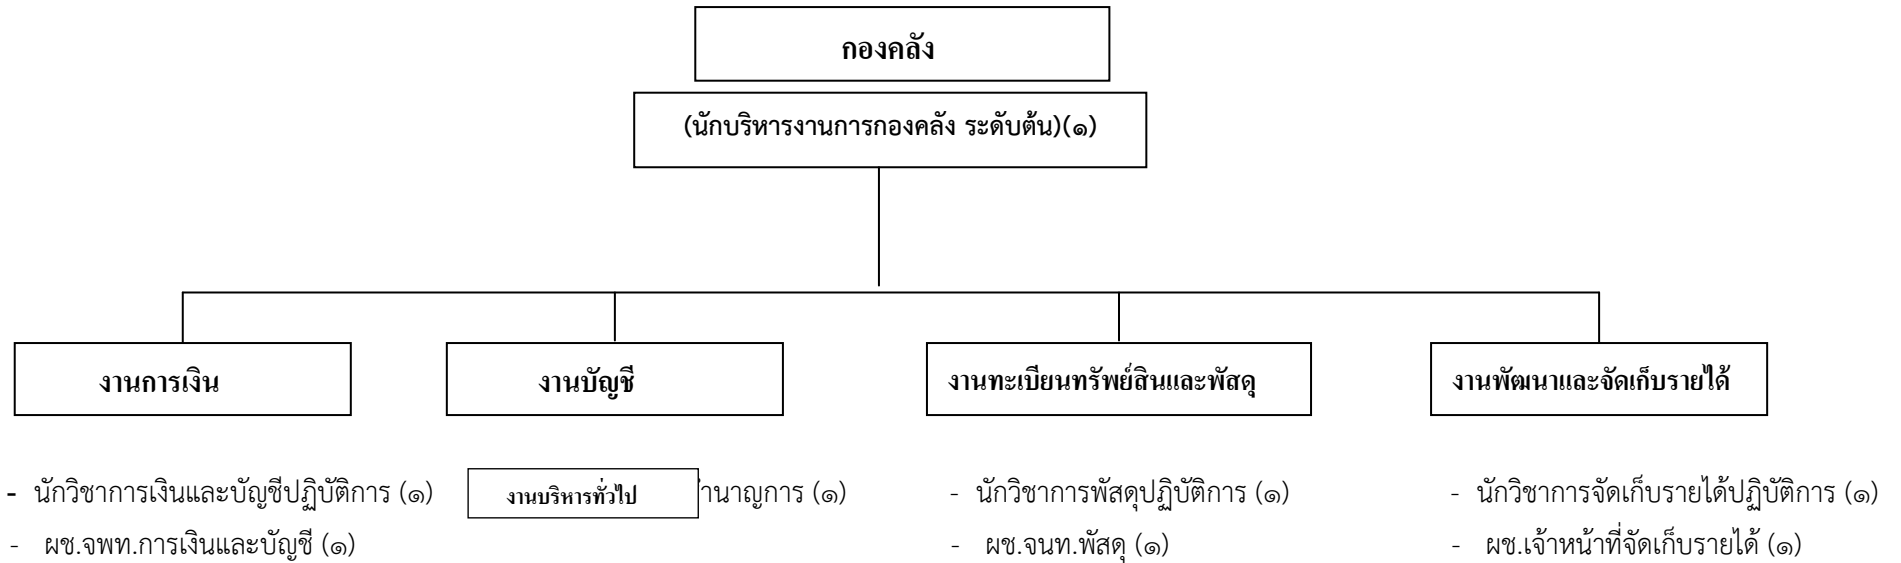 กองคลัง
(นักบริหารงานการกองคลัง ระดับต้น)(๑)
งานการเงิน
งานบัญชี
งานทะเบียนทรัพย์สินและพัสดุ
งานพัฒนาและจัดเก็บรายได้
- นักวิชาการเงินและบัญชีปฏิบัติการ (๑)
- ผช.จพท.การเงินและบัญชี (๑)
งานบริหารทั่วไป
(๑)
- นักวิชาการพัสดุปฏิบัติการ (๑)
- ผช.จนท.พัสดุ (๑)
- นักวิชาการจัดเก็บรายได้ปฏิบัติการ (๑)
- ผช.เจ้าหน้าที่จัดเก็บรายได้ (๑)